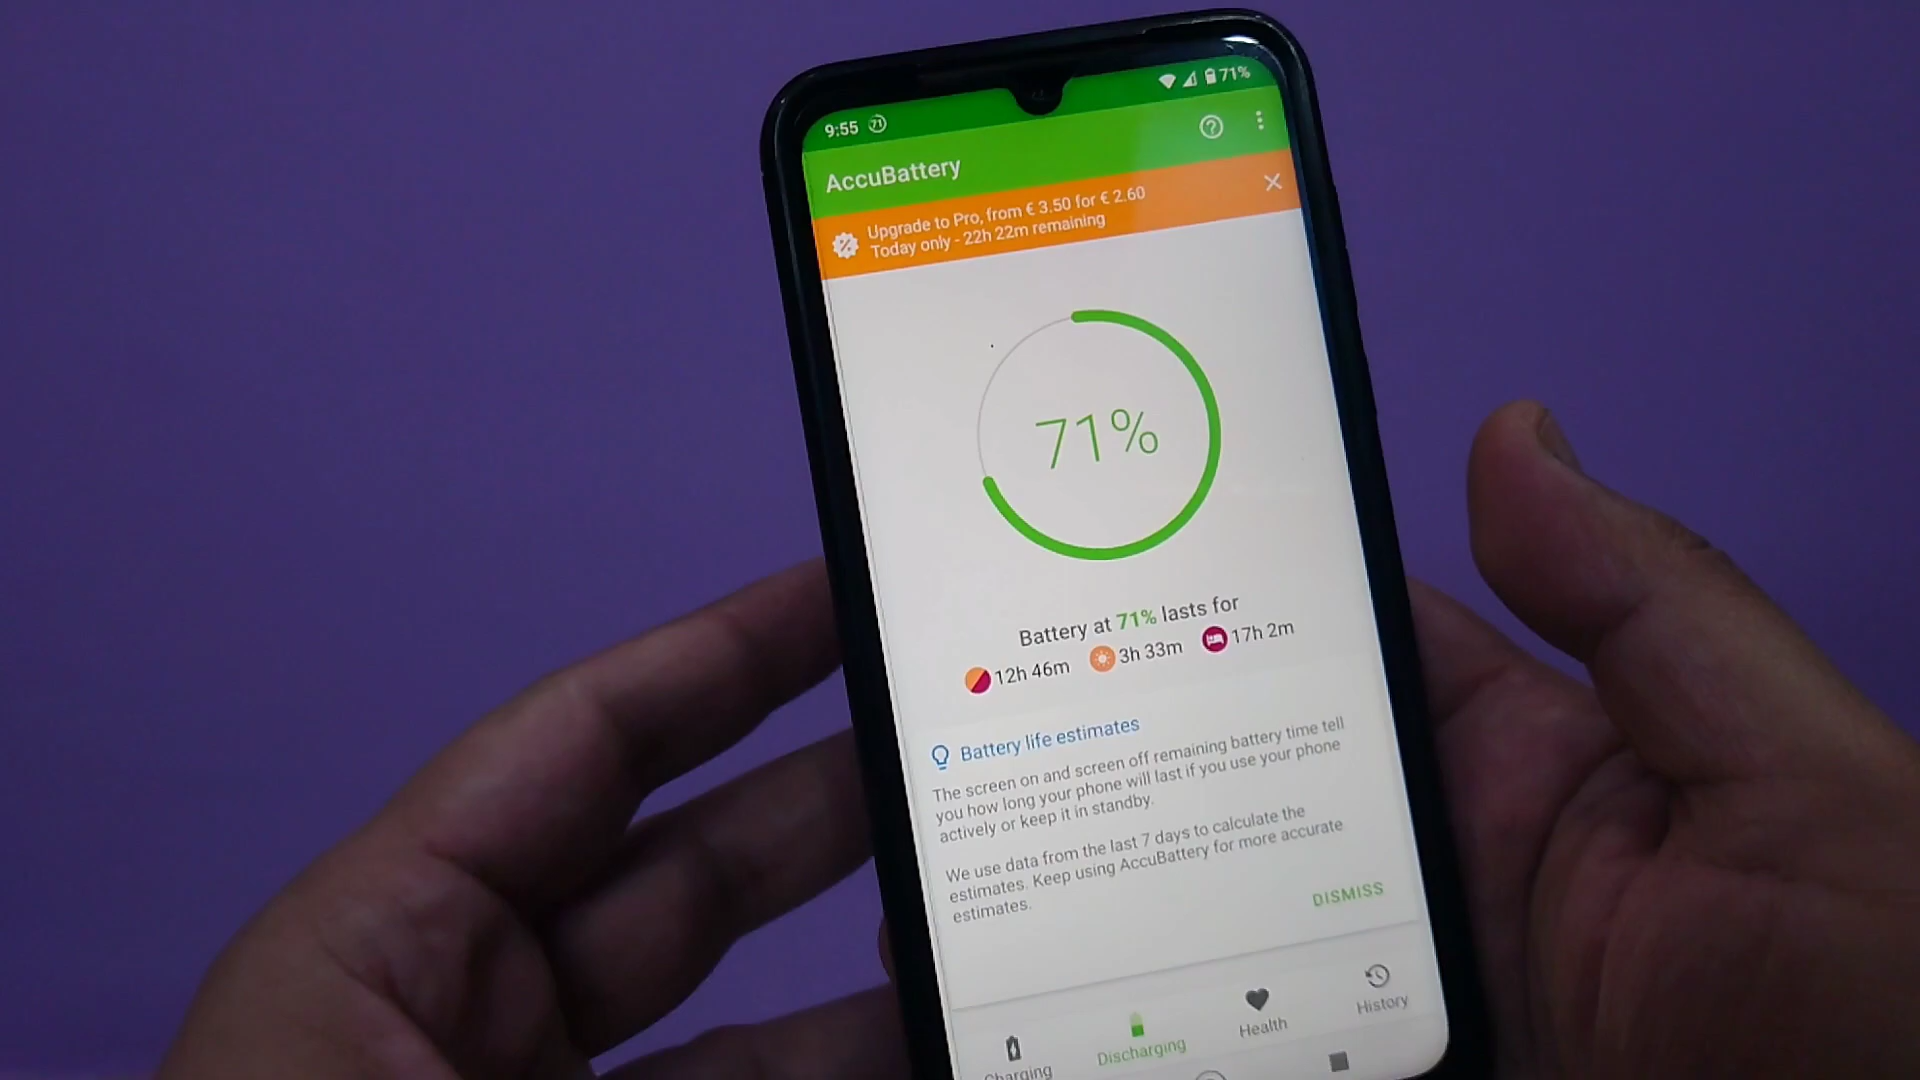 9:55 71 71%
AccuBattery
Upgrade to Pro, from € 3.50 for € 2.60
Today only - 22h 22m remaining
71%
Battery at 71% lasts for
12h 46m 3h 33m 17h 2m
Battery life estimates
The screen on and screen off remaining battery time tell
you how long your phone will last if you use your phone
actively or keep it in standby.
We use data from the last 7 days to calculate the
estimates. Keep using AccuBattery for more accurate
estimates.
DISMISS
Charging Discharging Health History